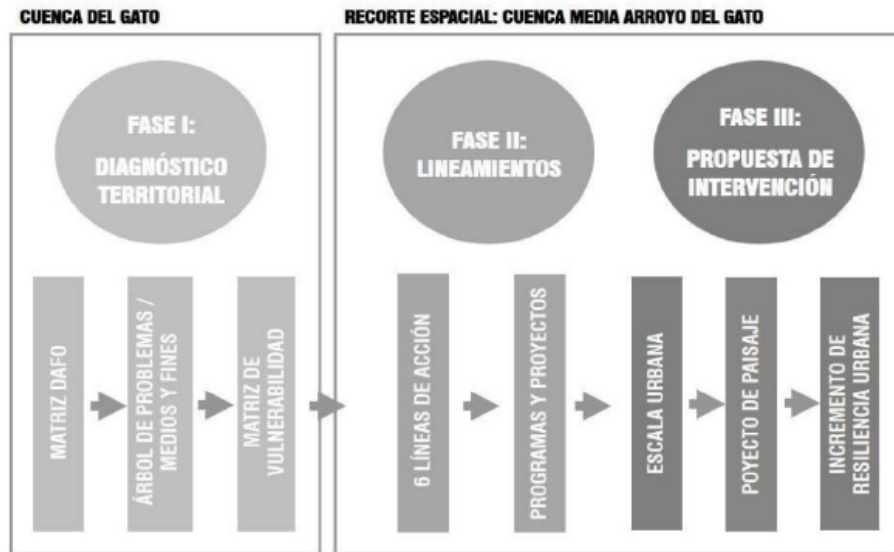 CUENCA DEL GATO
RECORTE ESPACIAL: CUENCA MEDIA ARROYO DEL GATO
FASE I:
DIAGNÓSTICO
TERRITORIAL
FASE II:
LINEAMIENTOS
FASE III:
PROPUESTA DE
INTERVENCIÓN
MATRIZ DAFO
ÁRBOL DE PROBLEMAS /
MEDIOS Y FINES
MATRIZ DE
VULNERABILIDAD
6 LÍNEAS DE ACCIÓN
PROGRAMAS Y PROYECTOS
ESCALA URBANA
POYECTO DE PAISAJE
INCREMENTO DE
RESILIENCIA URBANA